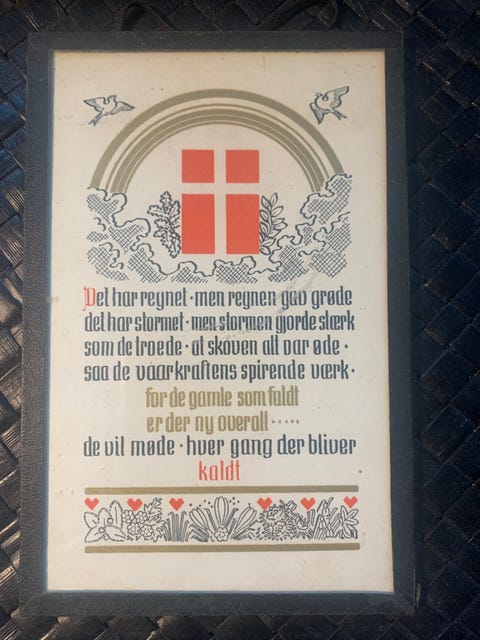 Det har regnet · men regnen gav grøde
det har stormet · men stormen gjorde stærk
som de troede · at skoven alt var øde ·
saa de vaarkraftens spirende værk ·
for de gamle som faldt
er der ny overalt ·····
de vil møde · hver gang der bliver
kaldt